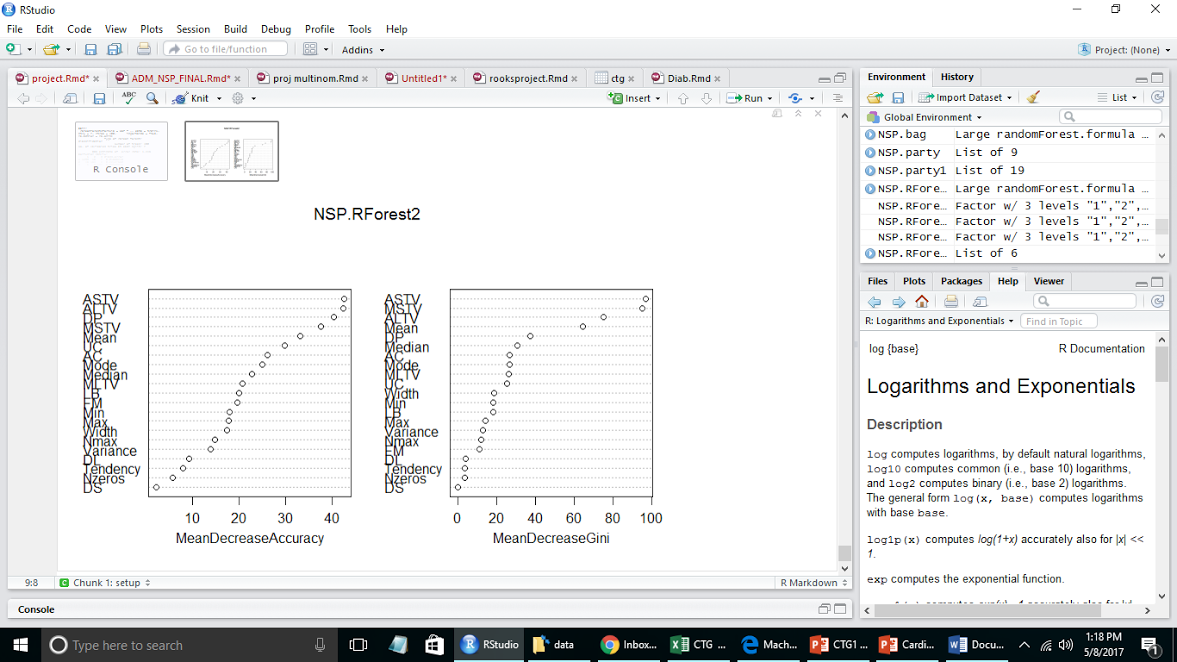 RStudio
File Edit Code View Plots Session Build Debug Profile Tools Help
Go to file/function Addins Project: (None)
project.Rmd* ADM_NSP_FINAL.Rmd* proj multinom.Rmd Untitled1* rooksproject.Rmd ctg Diab.Rmd
ABC Knit Insert Run
R Console
NSP.RForest2
ASTV
ALTV
DP
MSTV
Mean
UC
AC
Mode
Median
MLTV
LB
FM
Min
Max
Width
Nmax
Variance
DL
Tendency
Nzeros
DS
10 20 30 40
MeanDecreaseAccuracy
ASTV
MSTV
ALTV
Mean
DP
Median
AC
Mode
MLTV
UC
Width
Min
LB
Max
Variance
Nmax
FM
DL
Tendency
Nzeros
DS
0 20 40 60 80 100
MeanDecreaseGini
9:8 Chunk 1: setup R Markdown
Console
Environment History
Import Dataset List
Global Environment
NSP.bag Large randomForest.formula …
NSP.party List of 9
NSP.party1 List of 19
NSP.RFore… Large randomForest.formula …
NSP.RFore… Factor w/ 3 levels "1","2",…
NSP.RFore… Factor w/ 3 levels "1","2",…
NSP.RFore… Factor w/ 3 levels "1","2",…
NSP.RFore… List of 6
Files Plots Packages Help Viewer
R: Logarithms and Exponentials Find in Topic
log {base} R Documentation
Logarithms and Exponentials
Description
log computes logarithms, by default natural logarithms,
log10 computes common (i.e., base 10) logarithms,
and log2 computes binary (i.e., base 2) logarithms.
The general form log(x, base) computes logarithms
with base base.
log1p(x) computes log(1+x) accurately also for |x| <<
1.
exp computes the exponential function.
Type here to search RStudio data Inbox... CTG ... Mach... CTG1 ... Cardi... Docu... 1:18 PM
5/8/2017 1